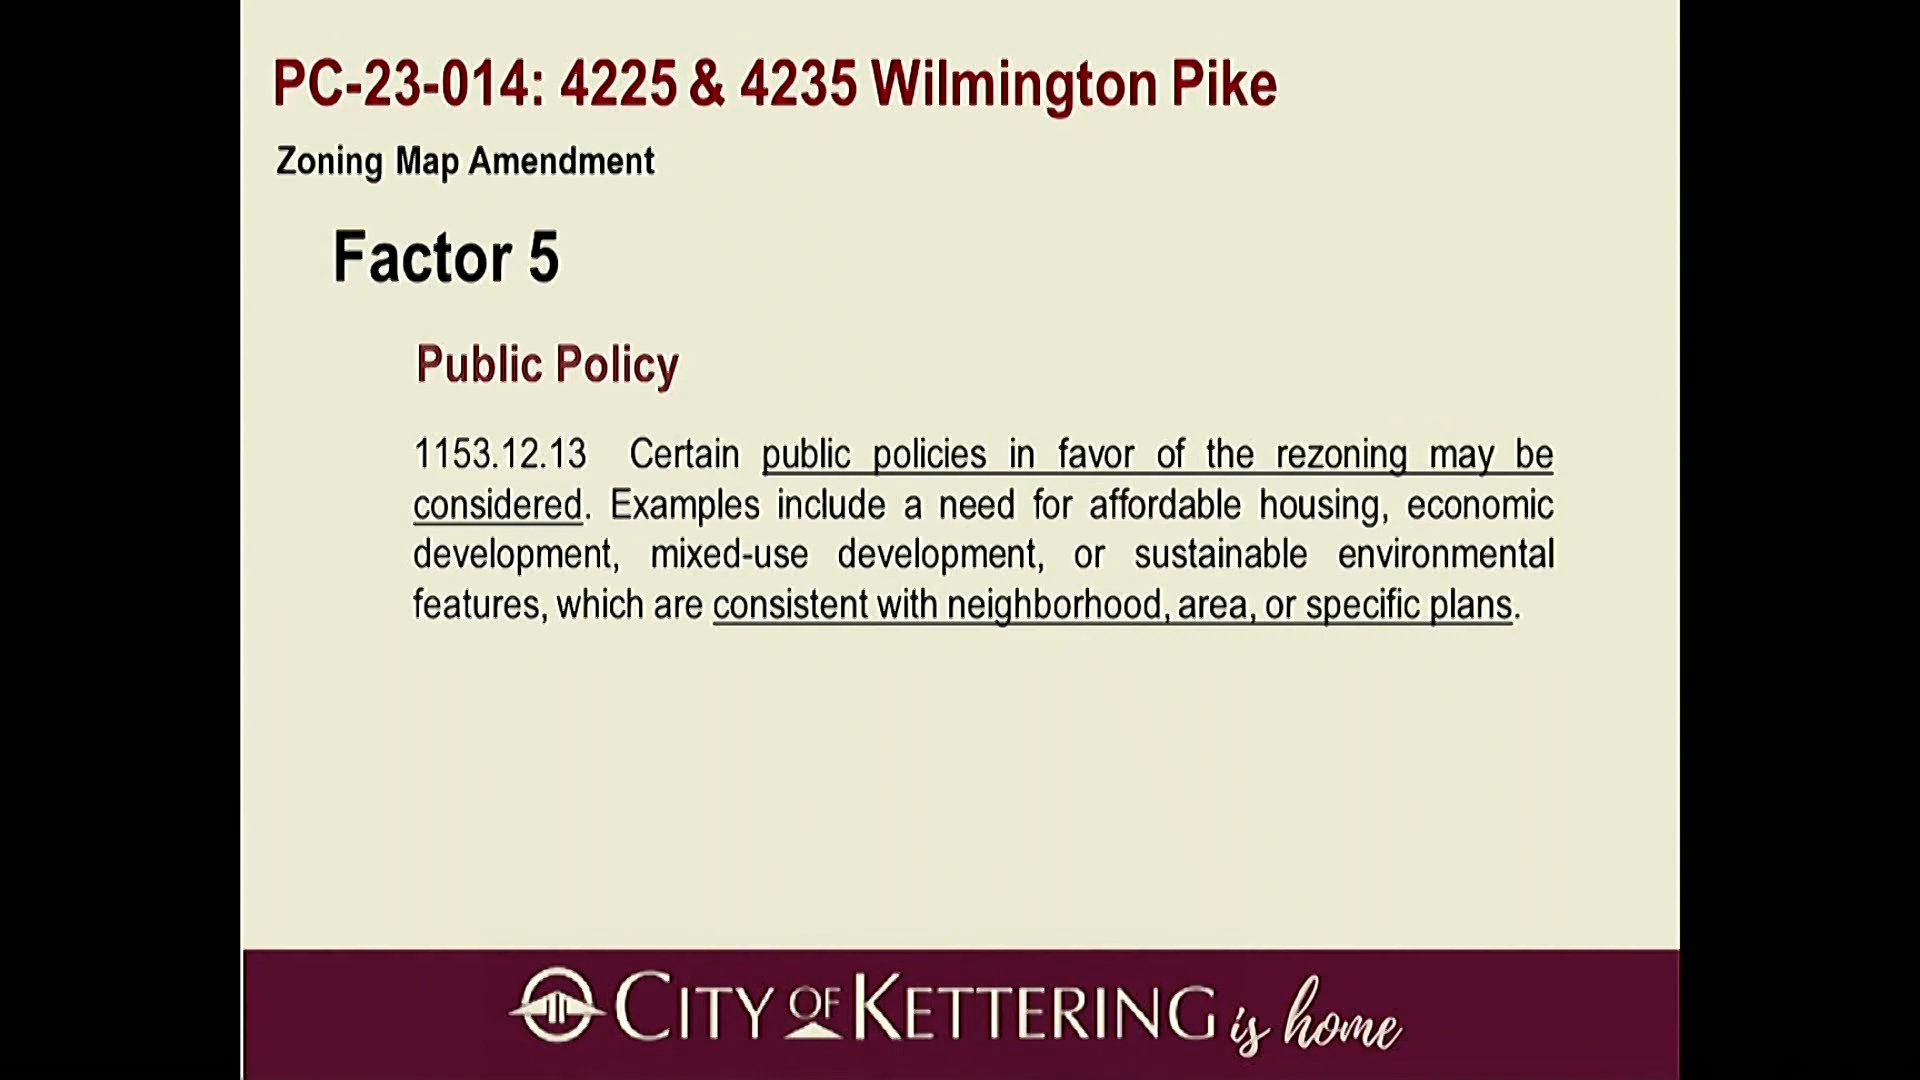 PC-23-014: 4225 & 4235 Wilmington Pike
Zoning Map Amendment
Factor 5
Public Policy
1153.12.13 Certain public policies in favor of the rezoning may be
considered. Examples include a need for affordable housing, economic
development, mixed-use development, or sustainable environmental
features, which are consistent with neighborhood, area, or specific plans.
CITY OF KETTERING is home